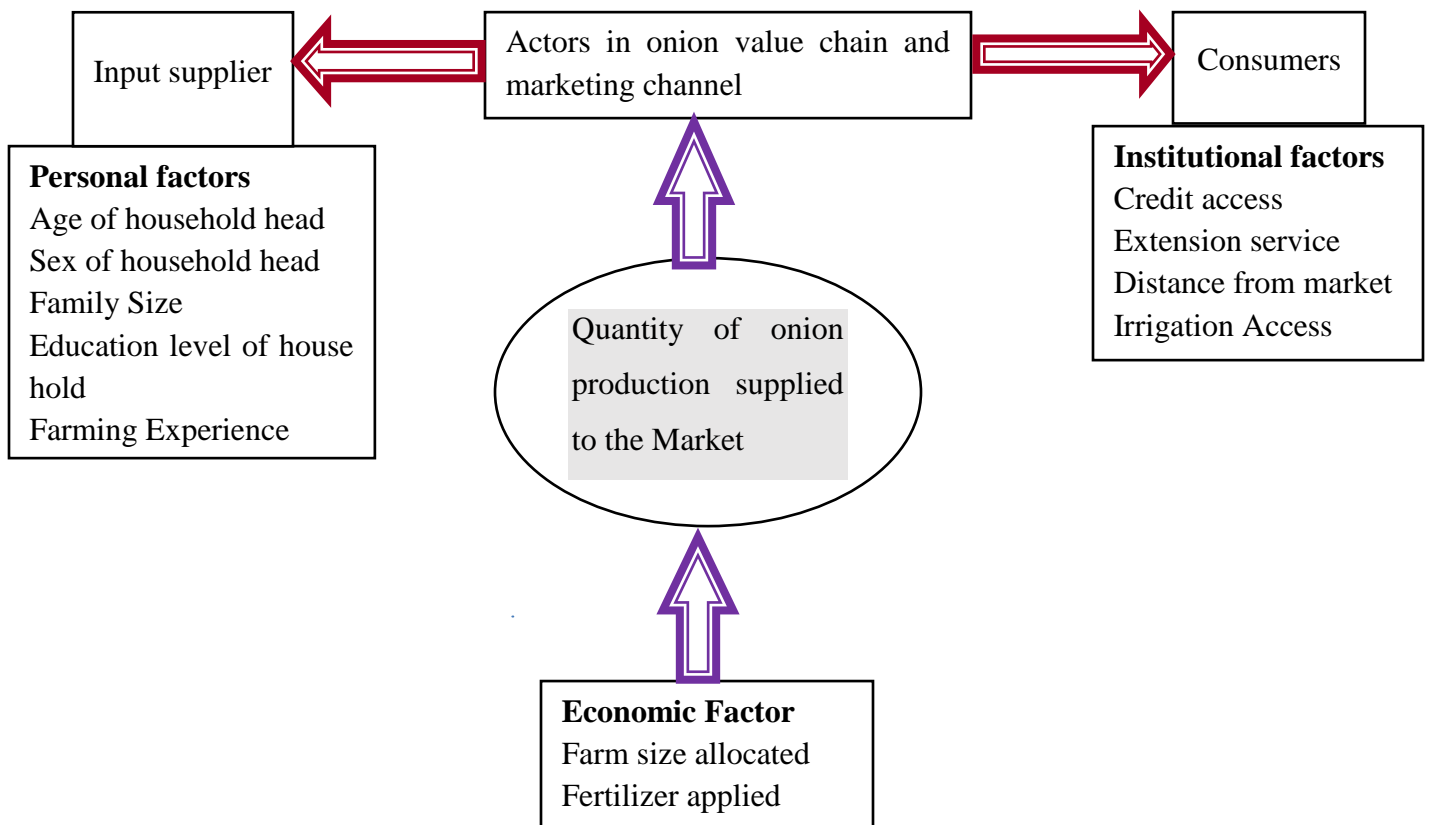 Input supplier
Actors in onion value chain and
marketing channel
Consumers
Personal factors
Age of household head
Sex of household head
Family Size
Education level of house
hold
Farming Experience
Institutional factors
Credit access
Extension service
Distance from market
Irrigation Access
Quantity of onion
production supplied
to the Market
Economic Factor
Farm size allocated
Fertilizer applied